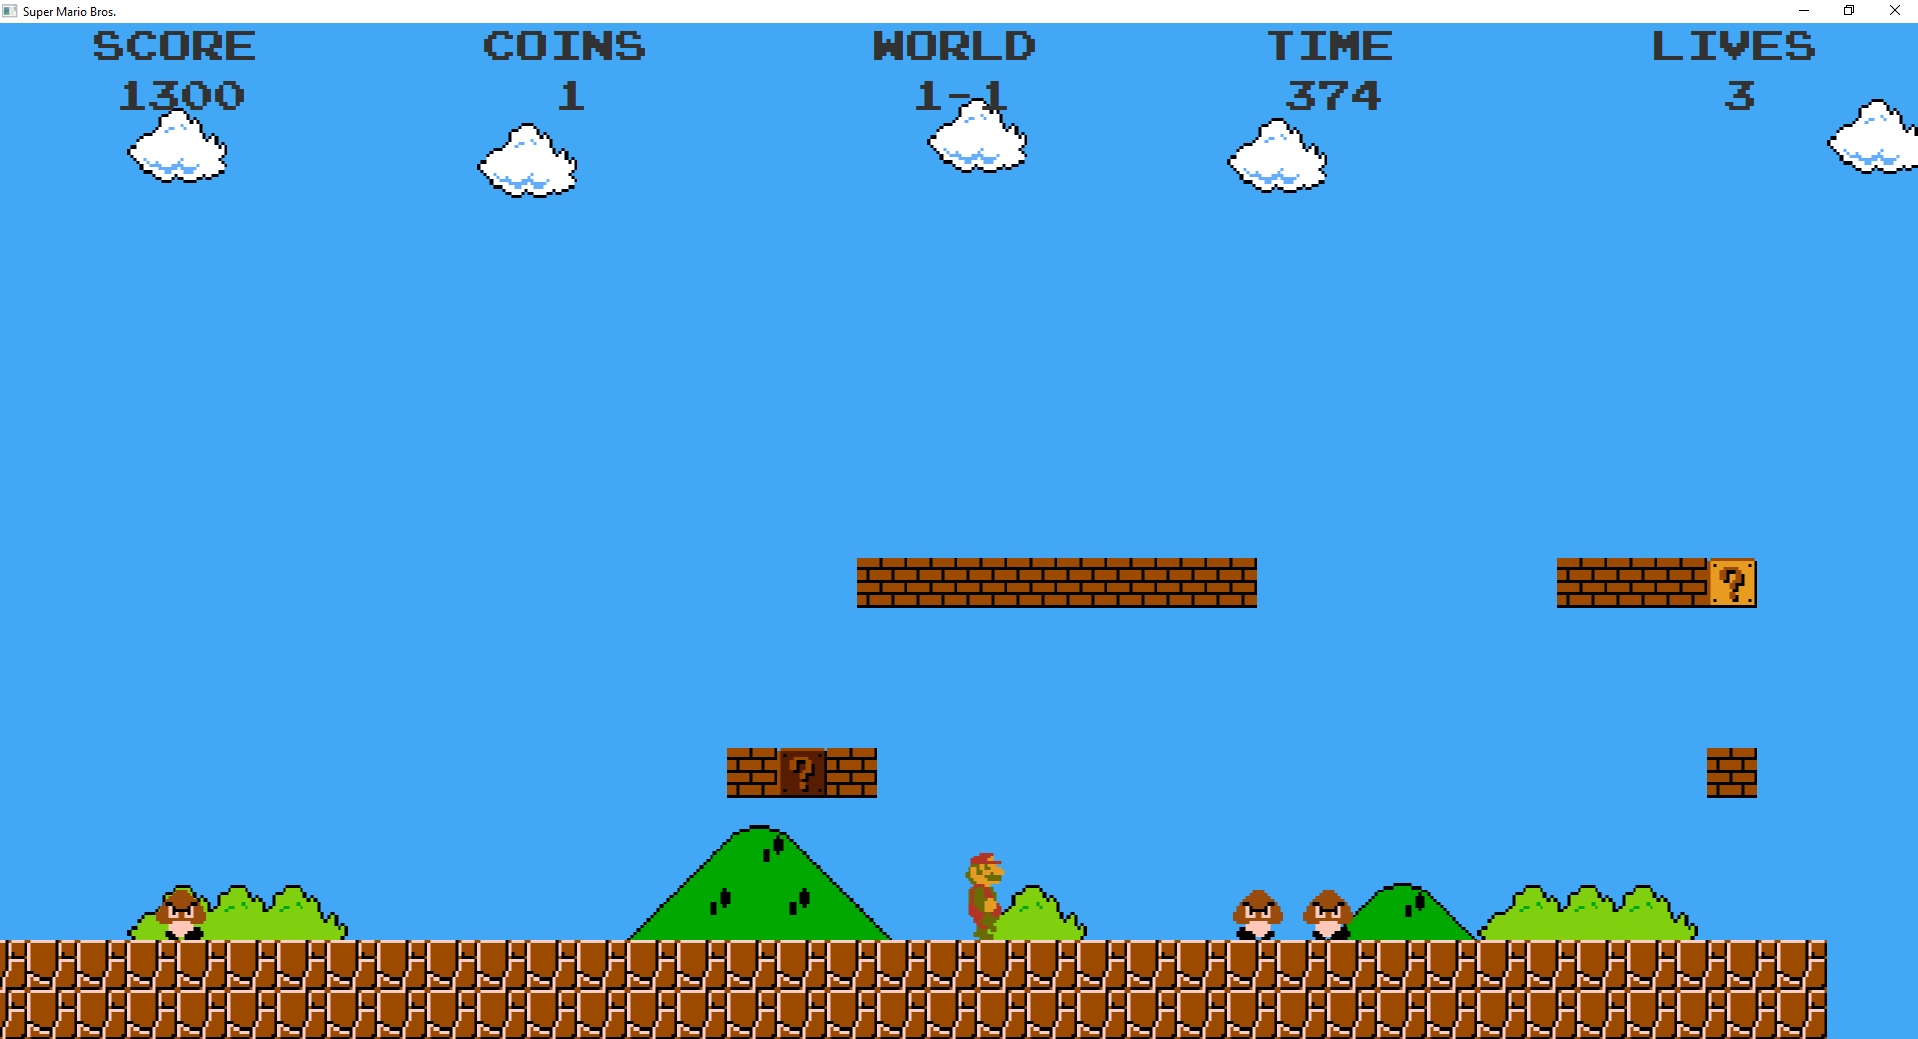 Super Mario Bros.
SCORE COINS WORLD TIME LIVES
1300 1 1-1 374 3
?
?